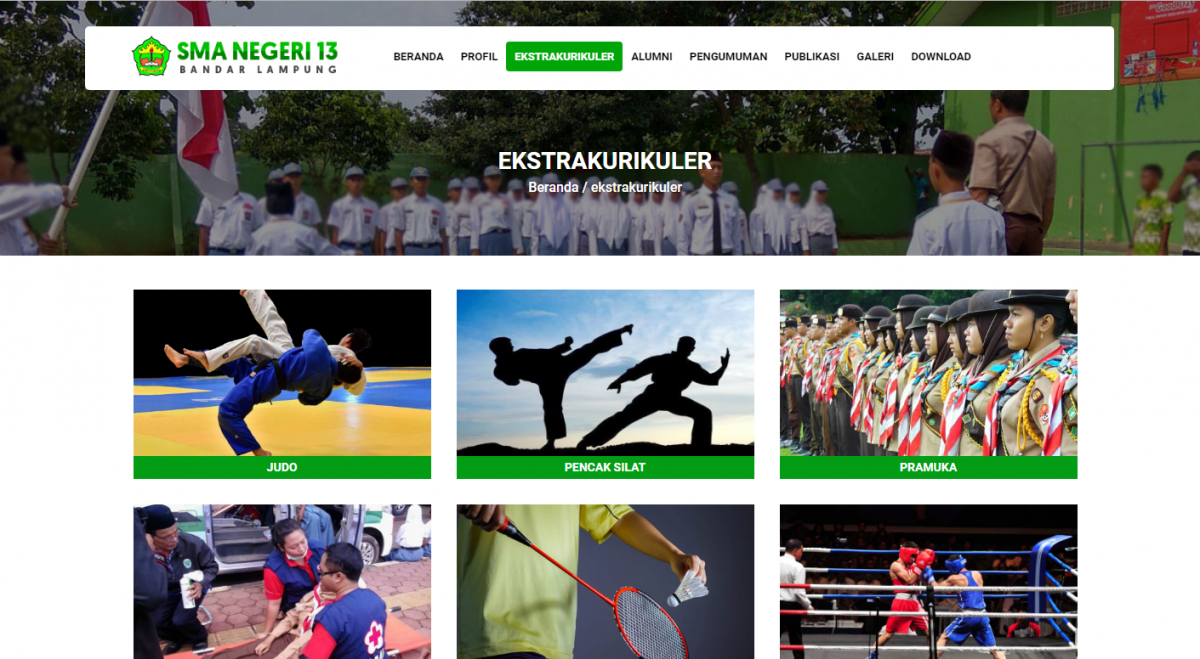 SMA NEGERI 13
BANDAR LAMPUNG
BERANDA PROFIL EKSTRAKURIKULER ALUMNI PENGUMUMAN PUBLIKASI GALERI DOWNLOAD
EKSTRAKURIKULER
Beranda / ekstrakurikuler
JUDO
PENCAK SILAT
PRAMUKA